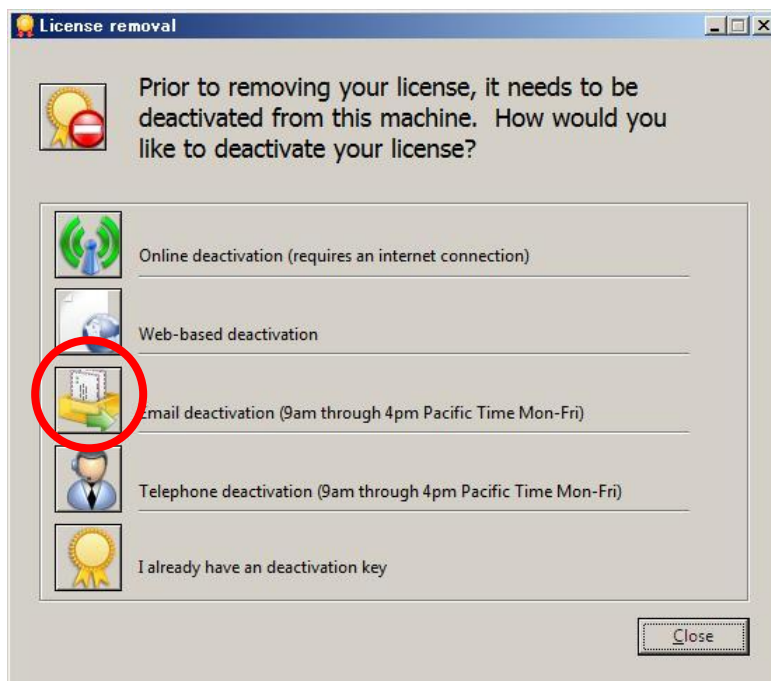 License removal
Prior to removing your license, it needs to be
deactivated from this machine.  How would you
like to deactivate your license?
Online deactivation (requires an internet connection)
Web-based deactivation
Email deactivation (9am through 4pm Pacific Time Mon-Fri)
Telephone deactivation (9am through 4pm Pacific Time Mon-Fri)
I already have an deactivation key
Close